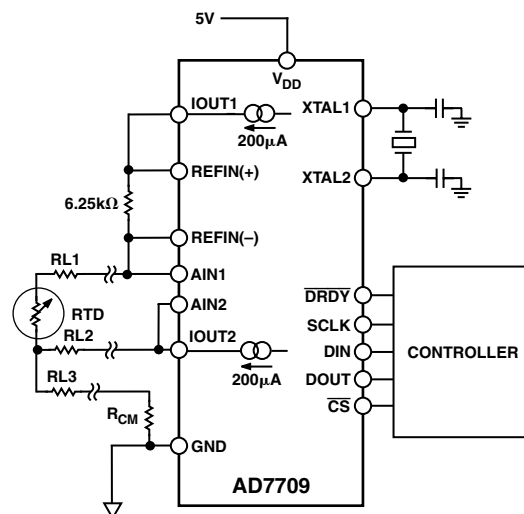 5V
VDD
IOUT1
200µA
XTAL1
REFIN(+)
XTAL2
6.25kΩ
REFIN(–)
RL1
AIN1
AIN2
RTD
RL2
IOUT2
200µA
RL3
RCM
GND
DRDY
SCLK
DIN
DOUT
CS
CONTROLLER
AD7709